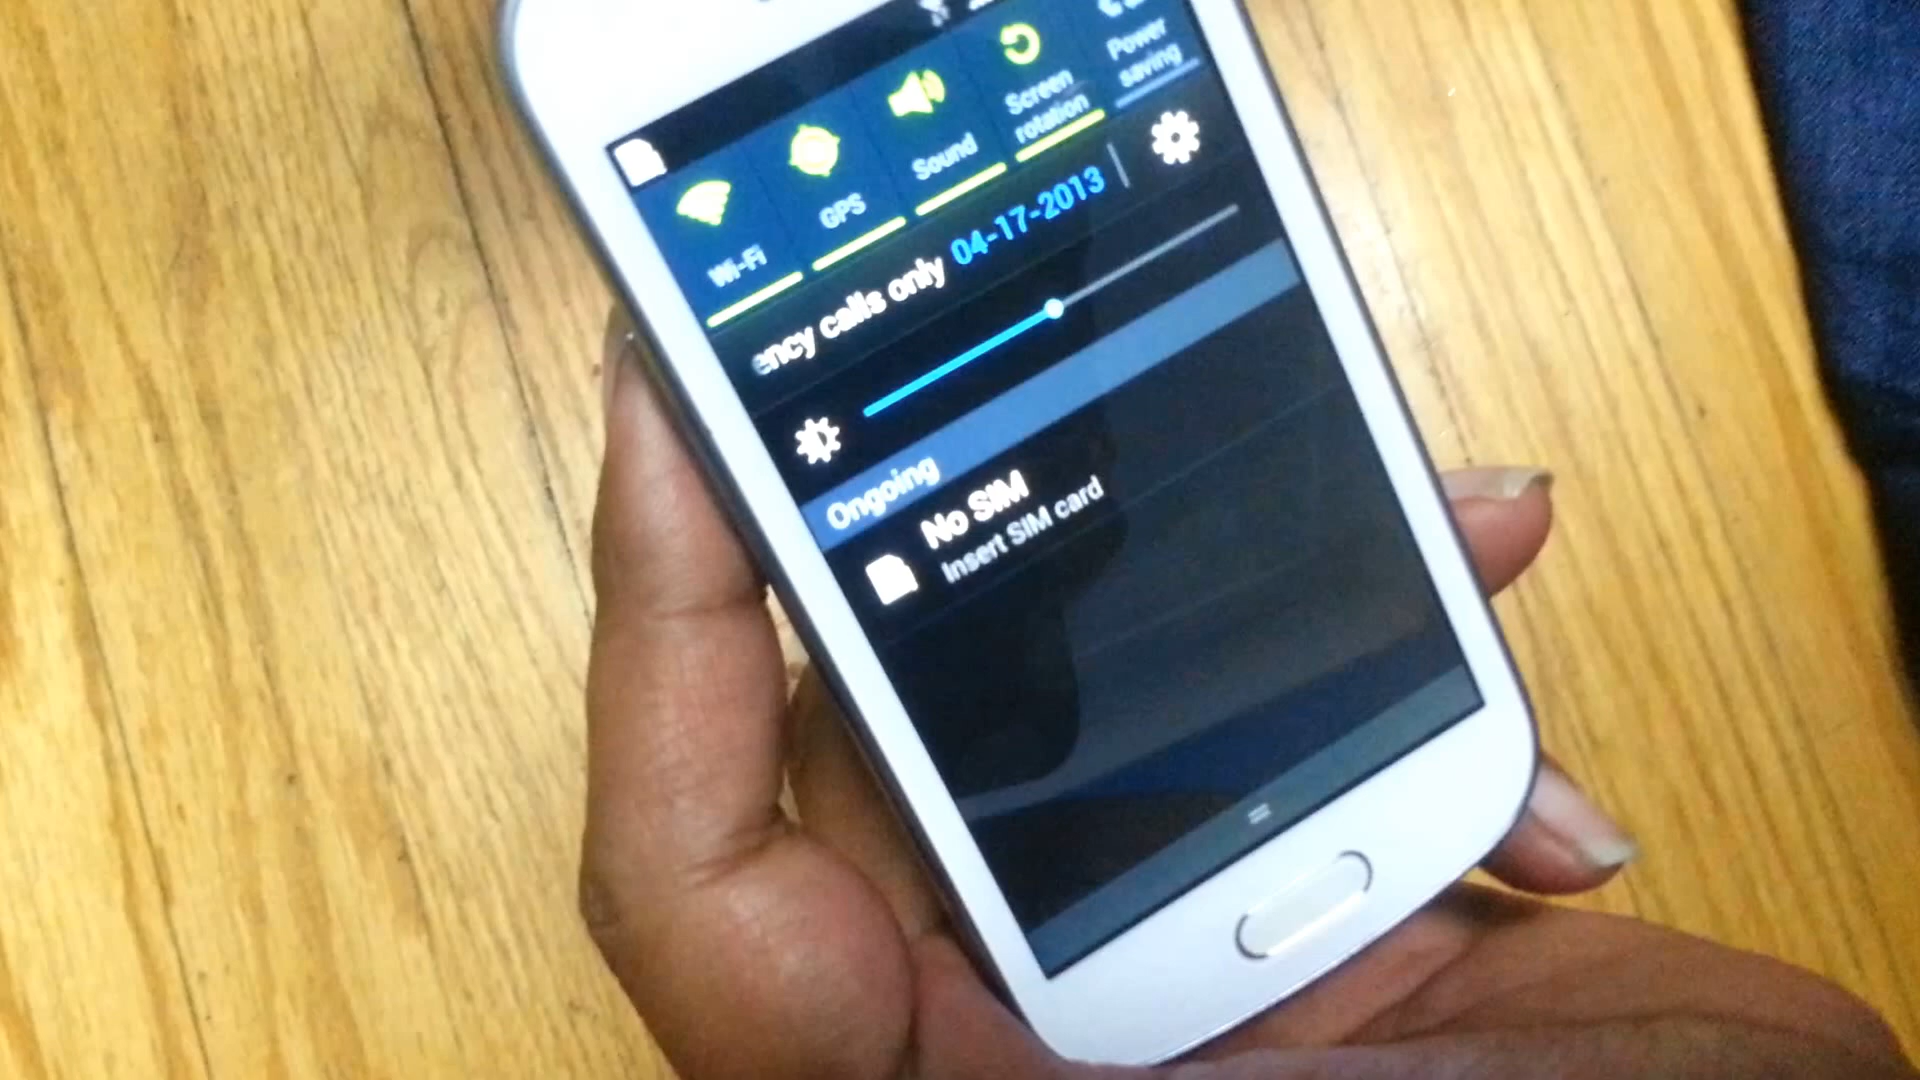 Wi-Fi
GPS
Sound
Screen
rotation
Power
saving
ency calls only 04-17-2013
Ongoing
No SIM
Insert SIM card